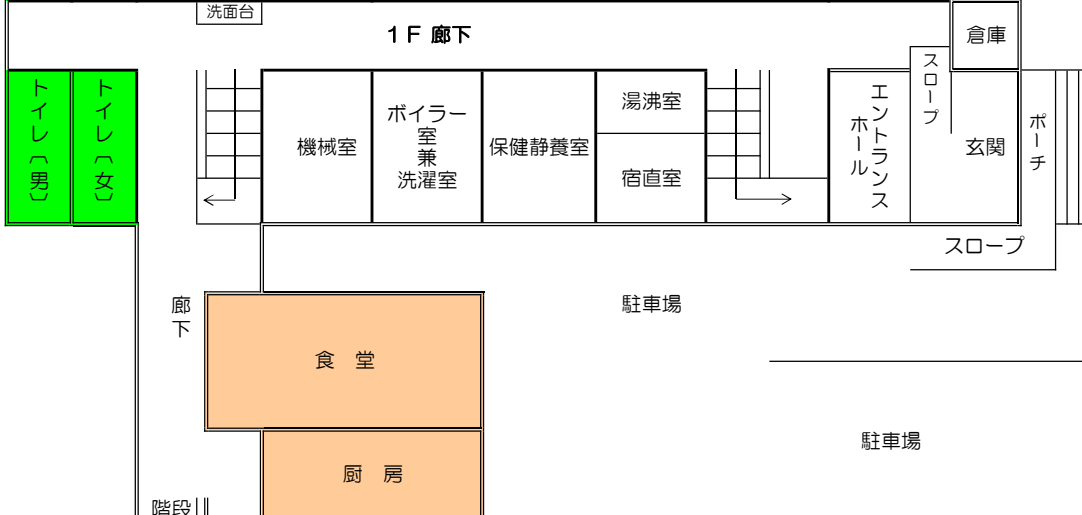 洗面台
1F 廊下
倉庫
トイレ(男)
トイレ(女)
機械室
ボイラー
室
兼
洗濯室
保健静養室
湯沸室
宿直室
エントランス
ホール
スロープ
玄関
ポーチ
スロープ
廊下
駐車場
食 堂
駐車場
厨 房
階段